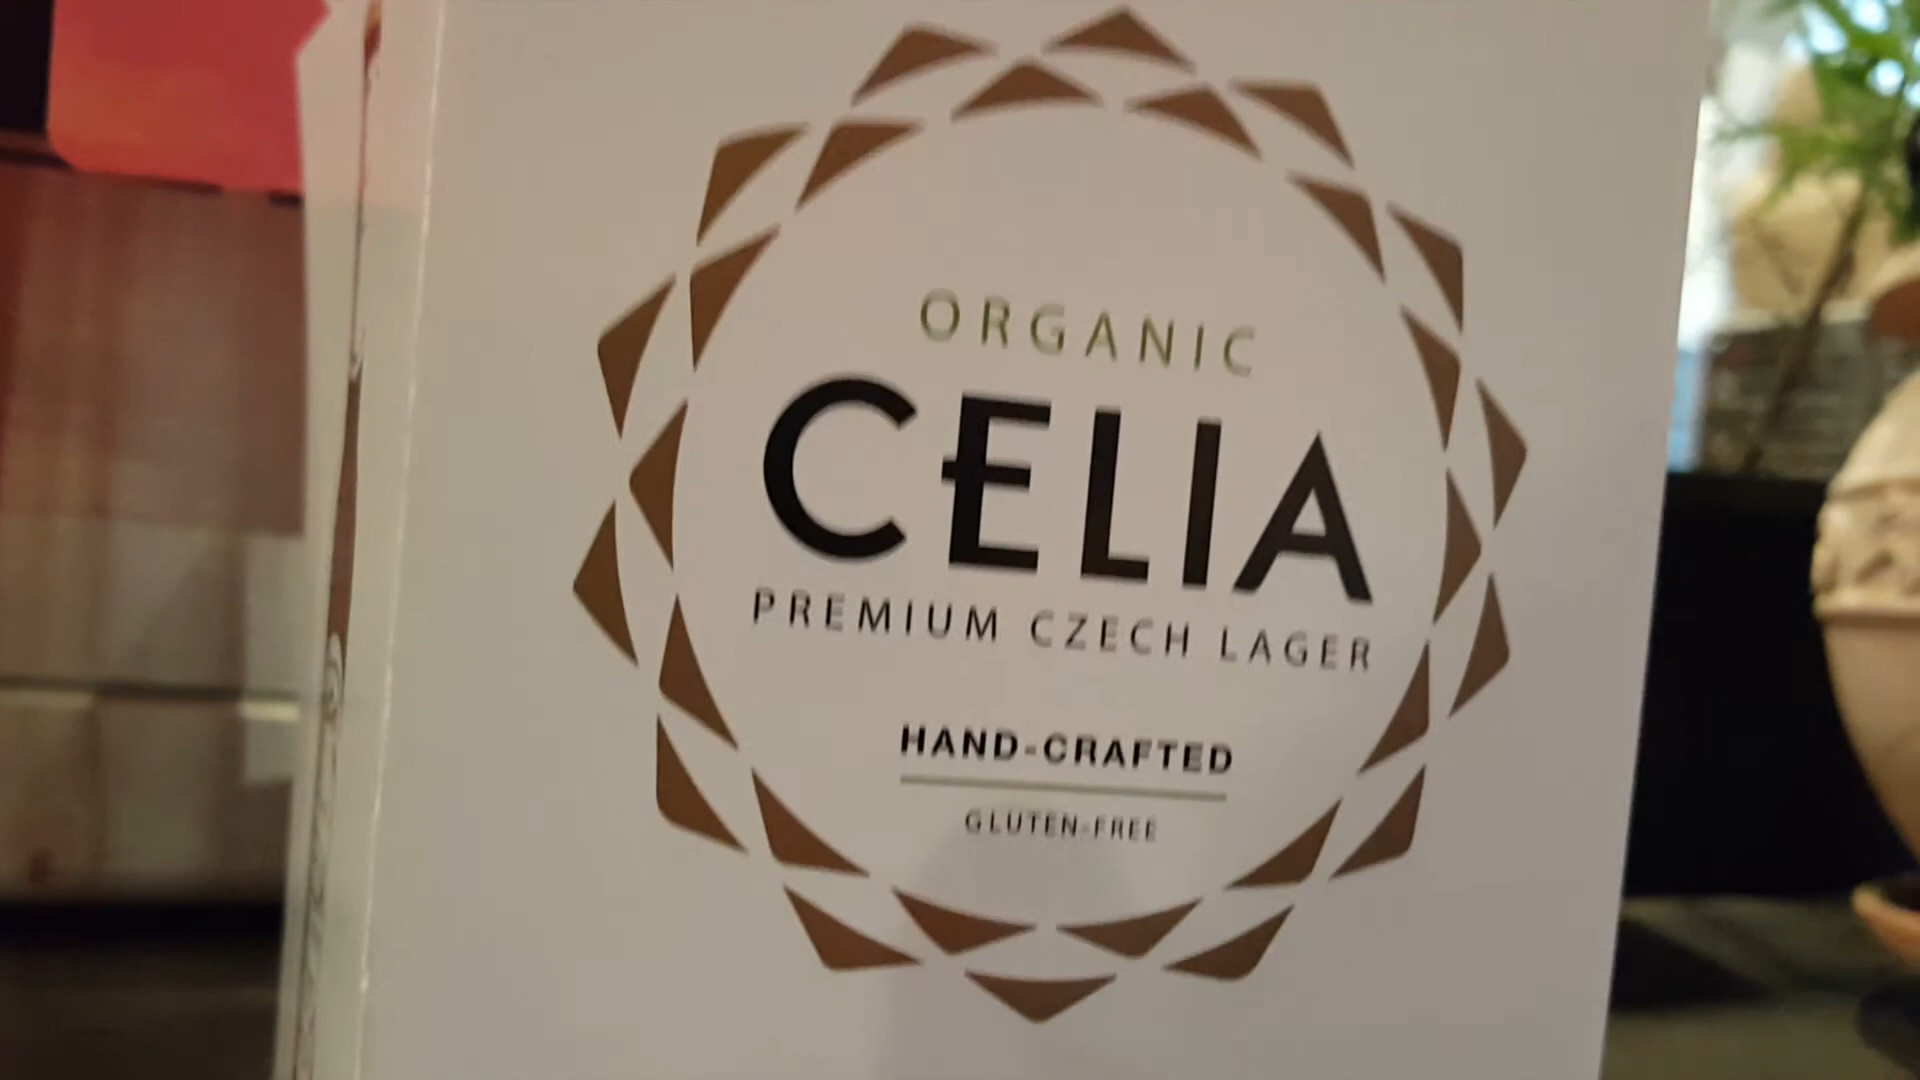 ORGANIC
CELIA
PREMIUM CZECH LAGER
HAND-CRAFTED
GLUTEN-FREE